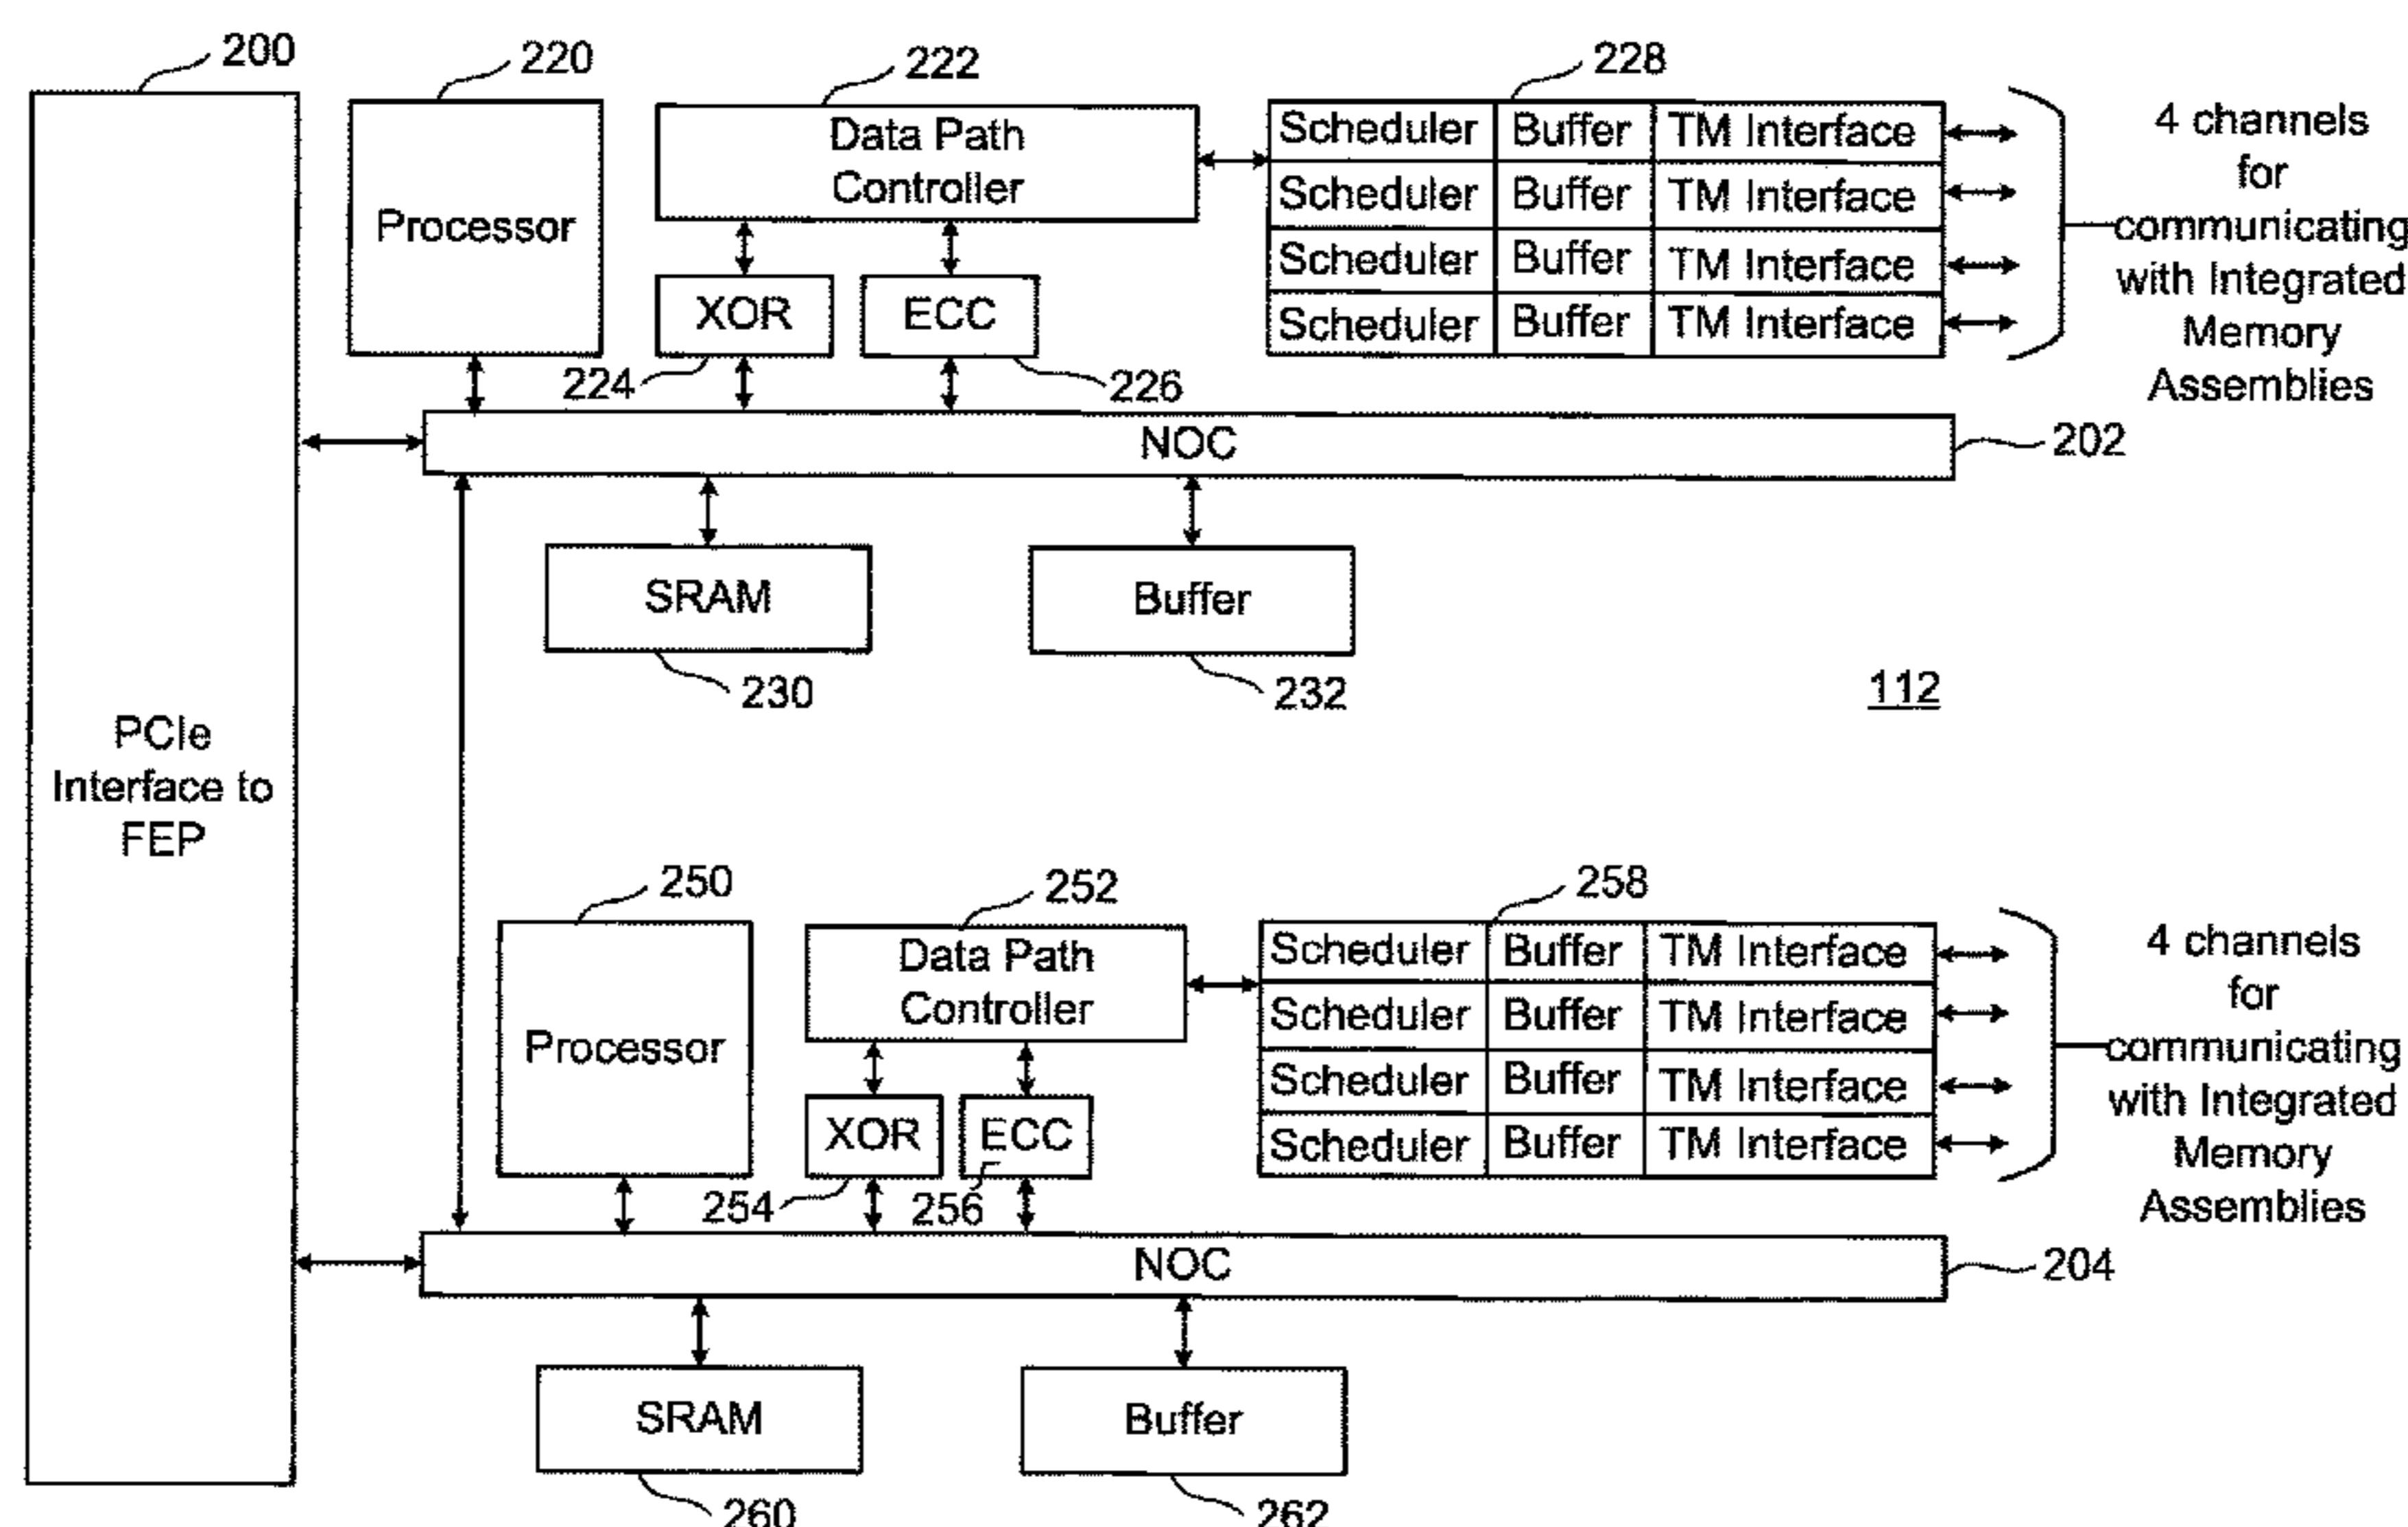 200
220
222
228
PCIe
Interface to
FEP
Processor
Data Path
Controller
XOR
ECC
224
226
Scheduler Buffer TM Interface
Scheduler Buffer TM Interface
Scheduler Buffer TM Interface
Scheduler Buffer TM Interface
4 channels
for
communicating
with Integrated
Memory
Assemblies
NOC
202
SRAM
230
Buffer
232
112
250
252
258
Processor
Data Path
Controller
XOR
ECC
254
256
Scheduler Buffer TM Interface
Scheduler Buffer TM Interface
Scheduler Buffer TM Interface
Scheduler Buffer TM Interface
4 channels
for
communicating
with Integrated
Memory
Assemblies
NOC
204
SRAM
260
Buffer
262